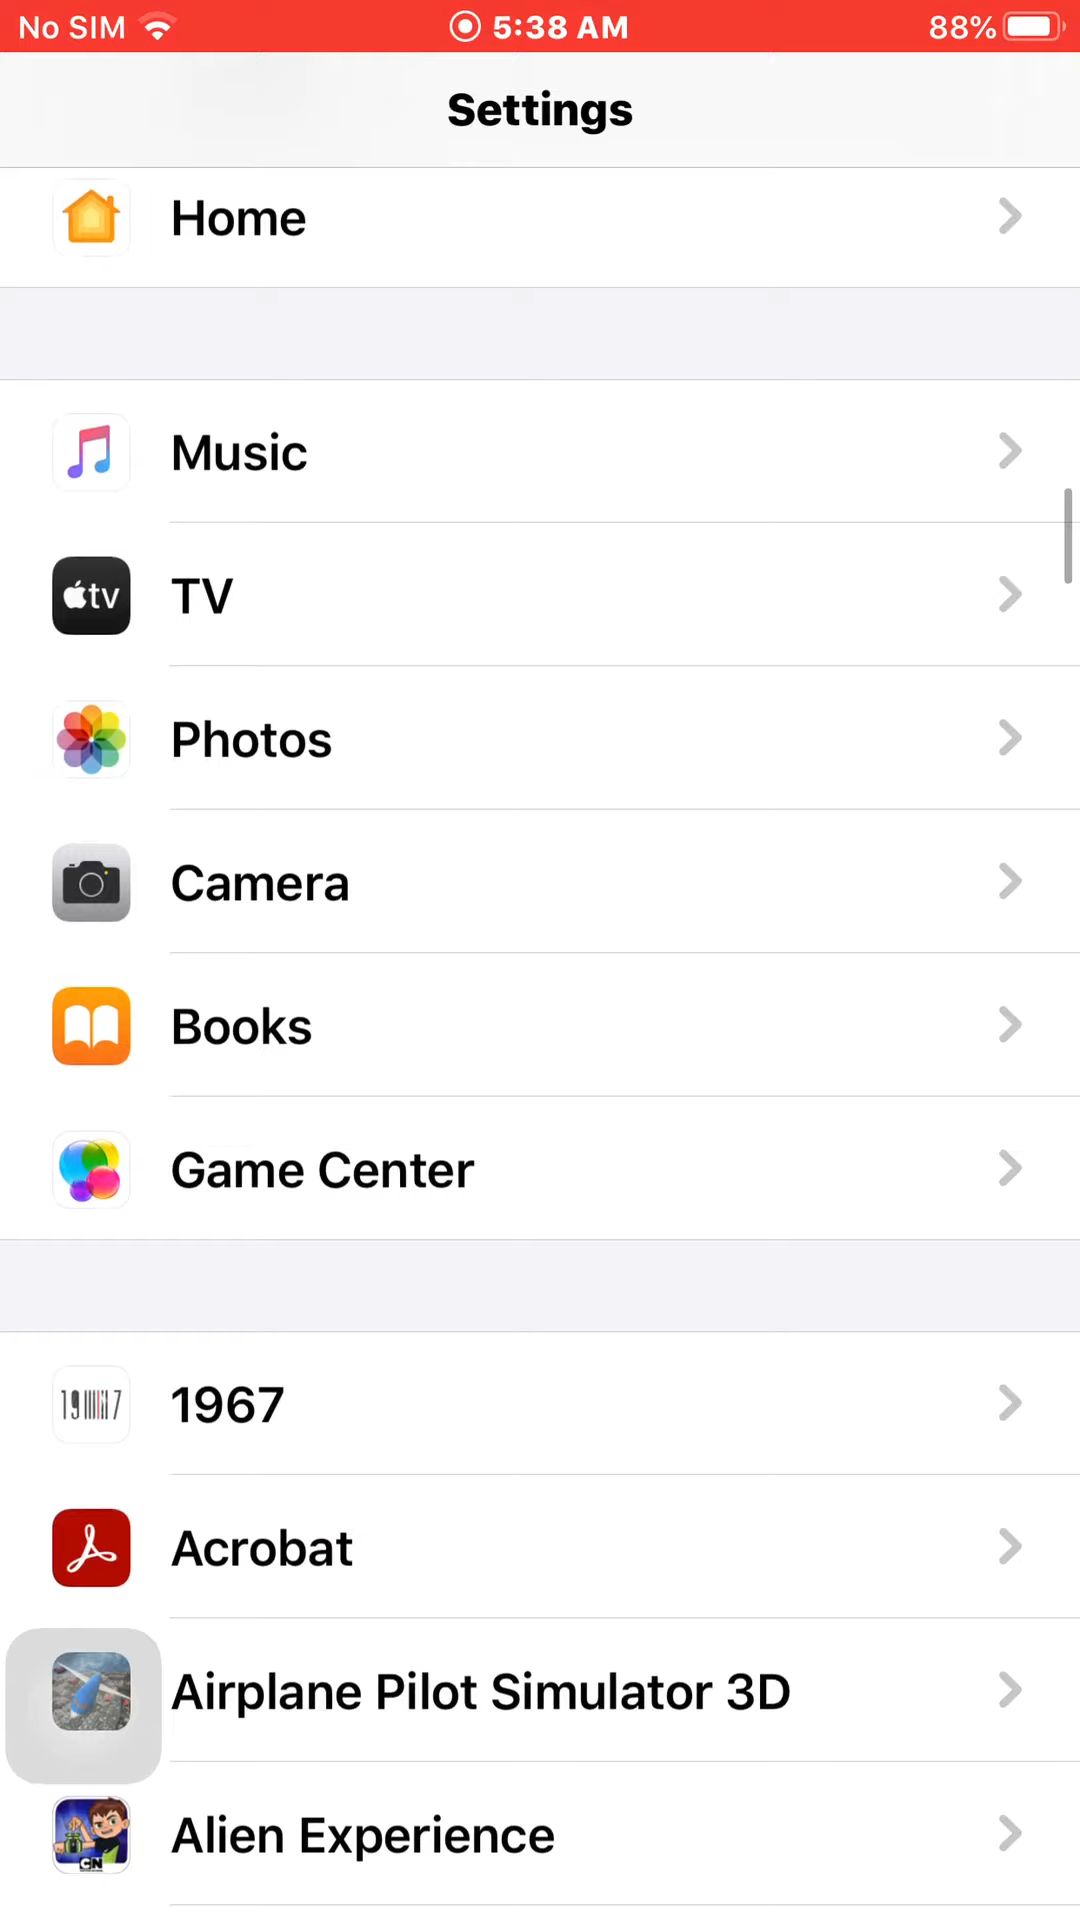 No SIM 5:38 AM 88%
Settings
Home
Music
tv TV
Photos
Camera
Books
Game Center
1967
Acrobat
Airplane Pilot Simulator 3D
CN Alien Experience